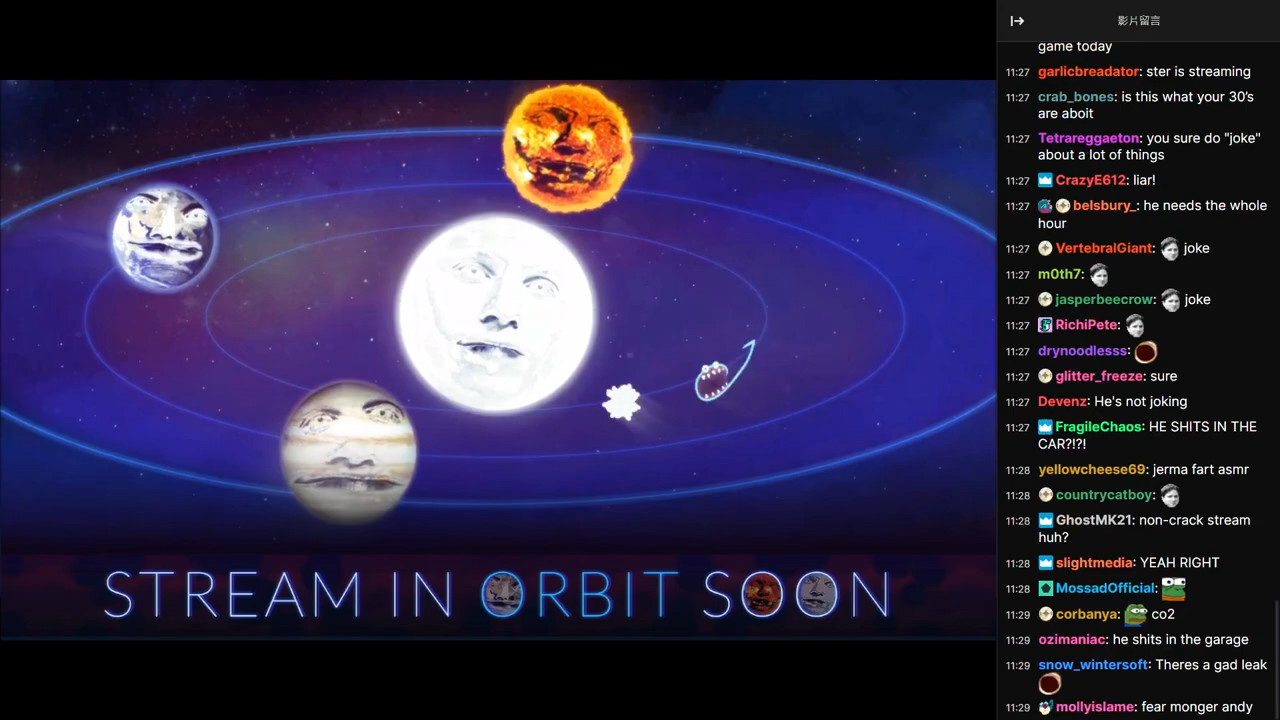 STREAM IN ORBIT SOON
影片留言
game today
11:27 garlicbreadator: ster is streaming
11:27 crab_bones: is this what your 30's
are aboit
11:27 Tetrareggaeton: you sure do "joke"
about a lot of things
11:27 CrazyE612: liar!
11:27 belsbury_: he needs the whole
hour
11:27 VertebralGiant: joke
11:27 m0th7:
11:27 jasperbeecrow: joke
11:27 RichiPete:
11:27 drynoodlesss:
11:27 glitter_freeze: sure
11:27 Devenz: He's not joking
11:27 FragileChaos: HE SHITS IN THE
CAR?!?!
11:28 yellowcheese69: jerma fart asmr
11:28 countrycatboy:
11:28 GhostMK21: non-crack stream
huh?
11:28 slightmedia: YEAH RIGHT
11:28 MossadOfficial:
11:29 corbanya: co2
11:29 ozimaniac: he shits in the garage
11:29 snow_wintersoft: Theres a gad leak
11:29 mollyislame: fear monger andy